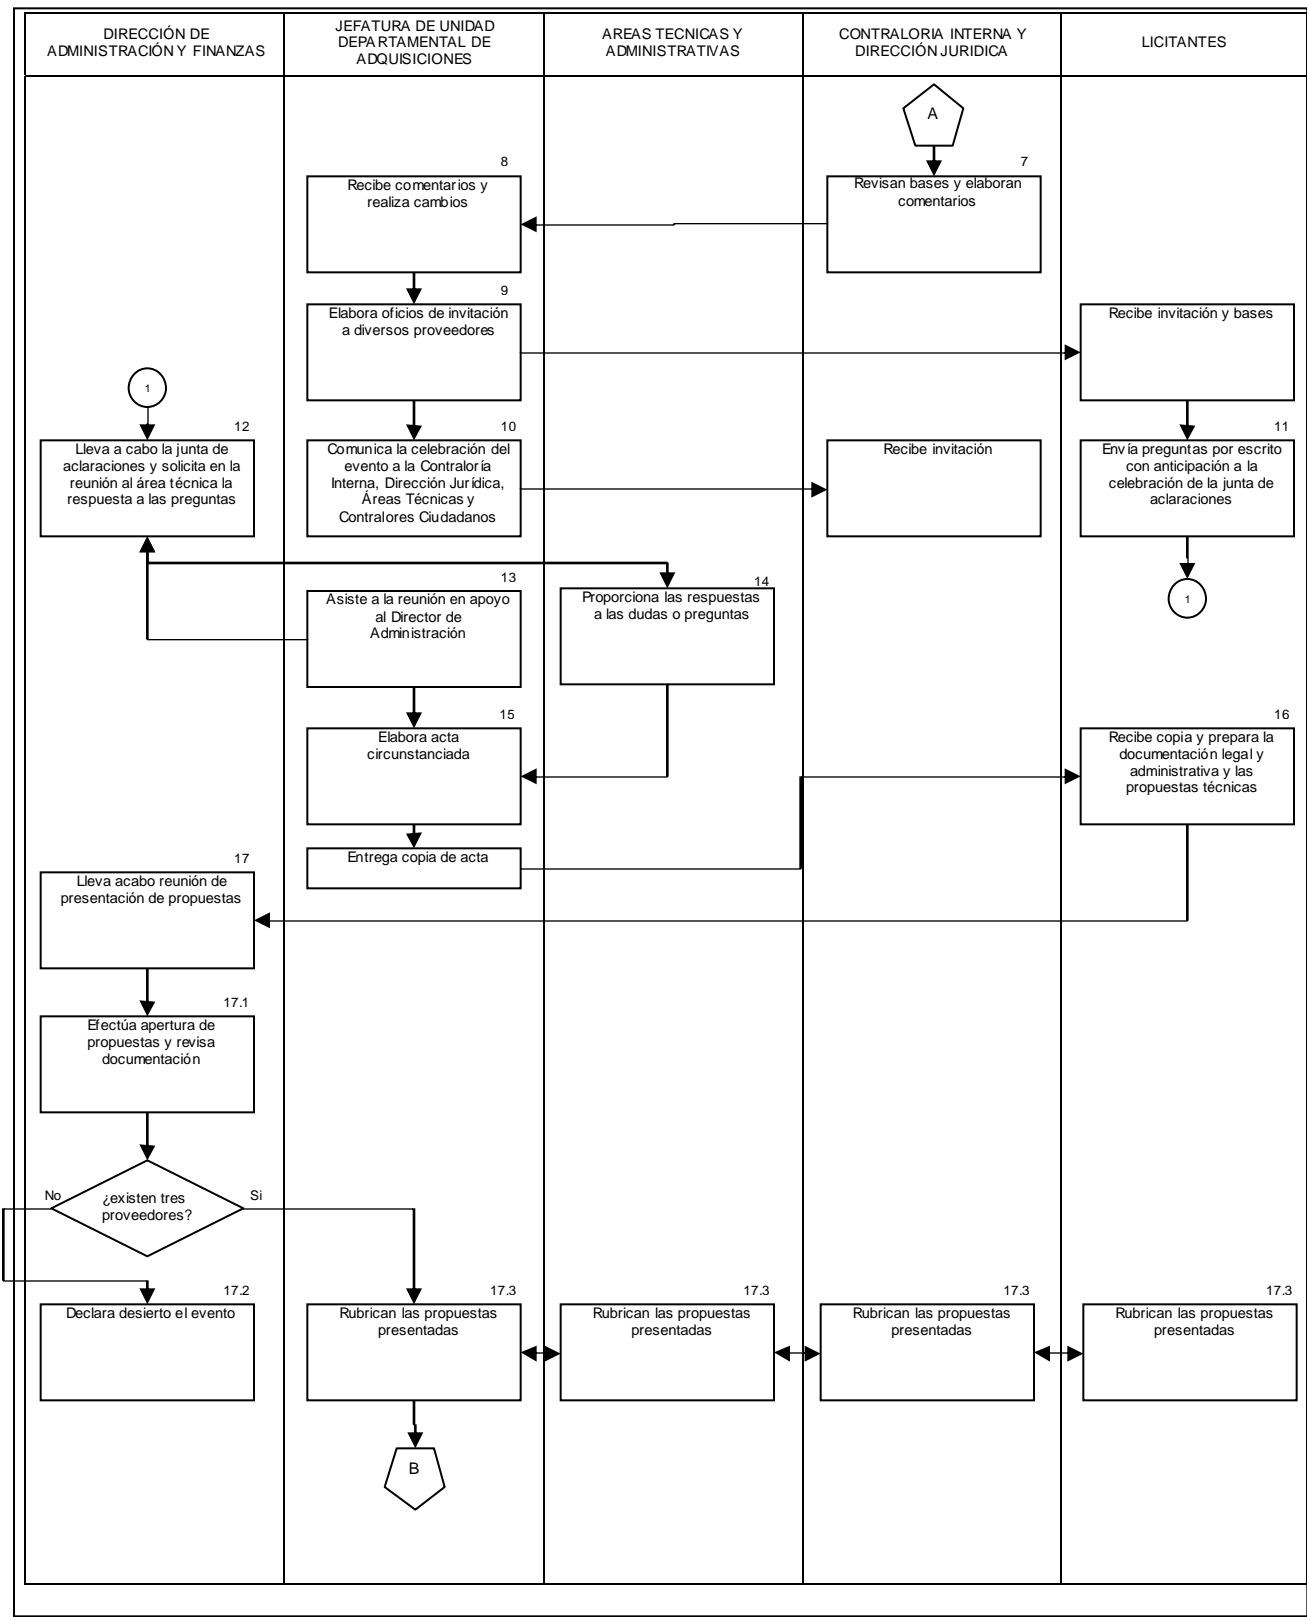 DIRECCIÓN DE
ADMINISTRACIÓN Y FINANZAS
JEFATURA DE UNIDAD
DEPARTAMENTAL DE
ADQUISICIONES
AREAS TECNICAS Y
ADMINISTRATIVAS
CONTRALORIA INTERNA Y
DIRECCIÓN JURIDICA
LICITANTES
A
7
Revisan bases y elaboran
comentarios
8
Recibe comentarios y
realiza cambios
9
Elabora oficios de invitación
a diversos proveedores
Recibe invitación y bases
1
12
Lleva a cabo la junta de
aclaraciones y solicita en la
reunión al área técnica la
respuesta a las preguntas
10
Comunica la celebración del
evento a la Contraloría
Interna, Dirección Jurídica,
Áreas Técnicas y
Contralores Ciudadanos
Recibe invitación
11
Envía preguntas por escrito
con anticipación a la
celebración de la junta de
aclaraciones
1
13
Asiste a la reunión en apoyo
al Director de
Administración
14
Proporciona las respuestas
a las dudas o preguntas
15
Elabora acta
circunstanciada
16
Recibe copia y prepara la
documentación legal y
administrativa y las
propuestas técnicas
Entrega copia de acta
17
Lleva acabo reunión de
presentación de propuestas
17.1
Efectúa apertura de
propuestas y revisa
documentación
No
¿existen tres
proveedores?
Si
17.2
Declara desierto el evento
17.3
Rubrican las propuestas
presentadas
17.3
Rubrican las propuestas
presentadas
17.3
Rubrican las propuestas
presentadas
17.3
Rubrican las propuestas
presentadas
B